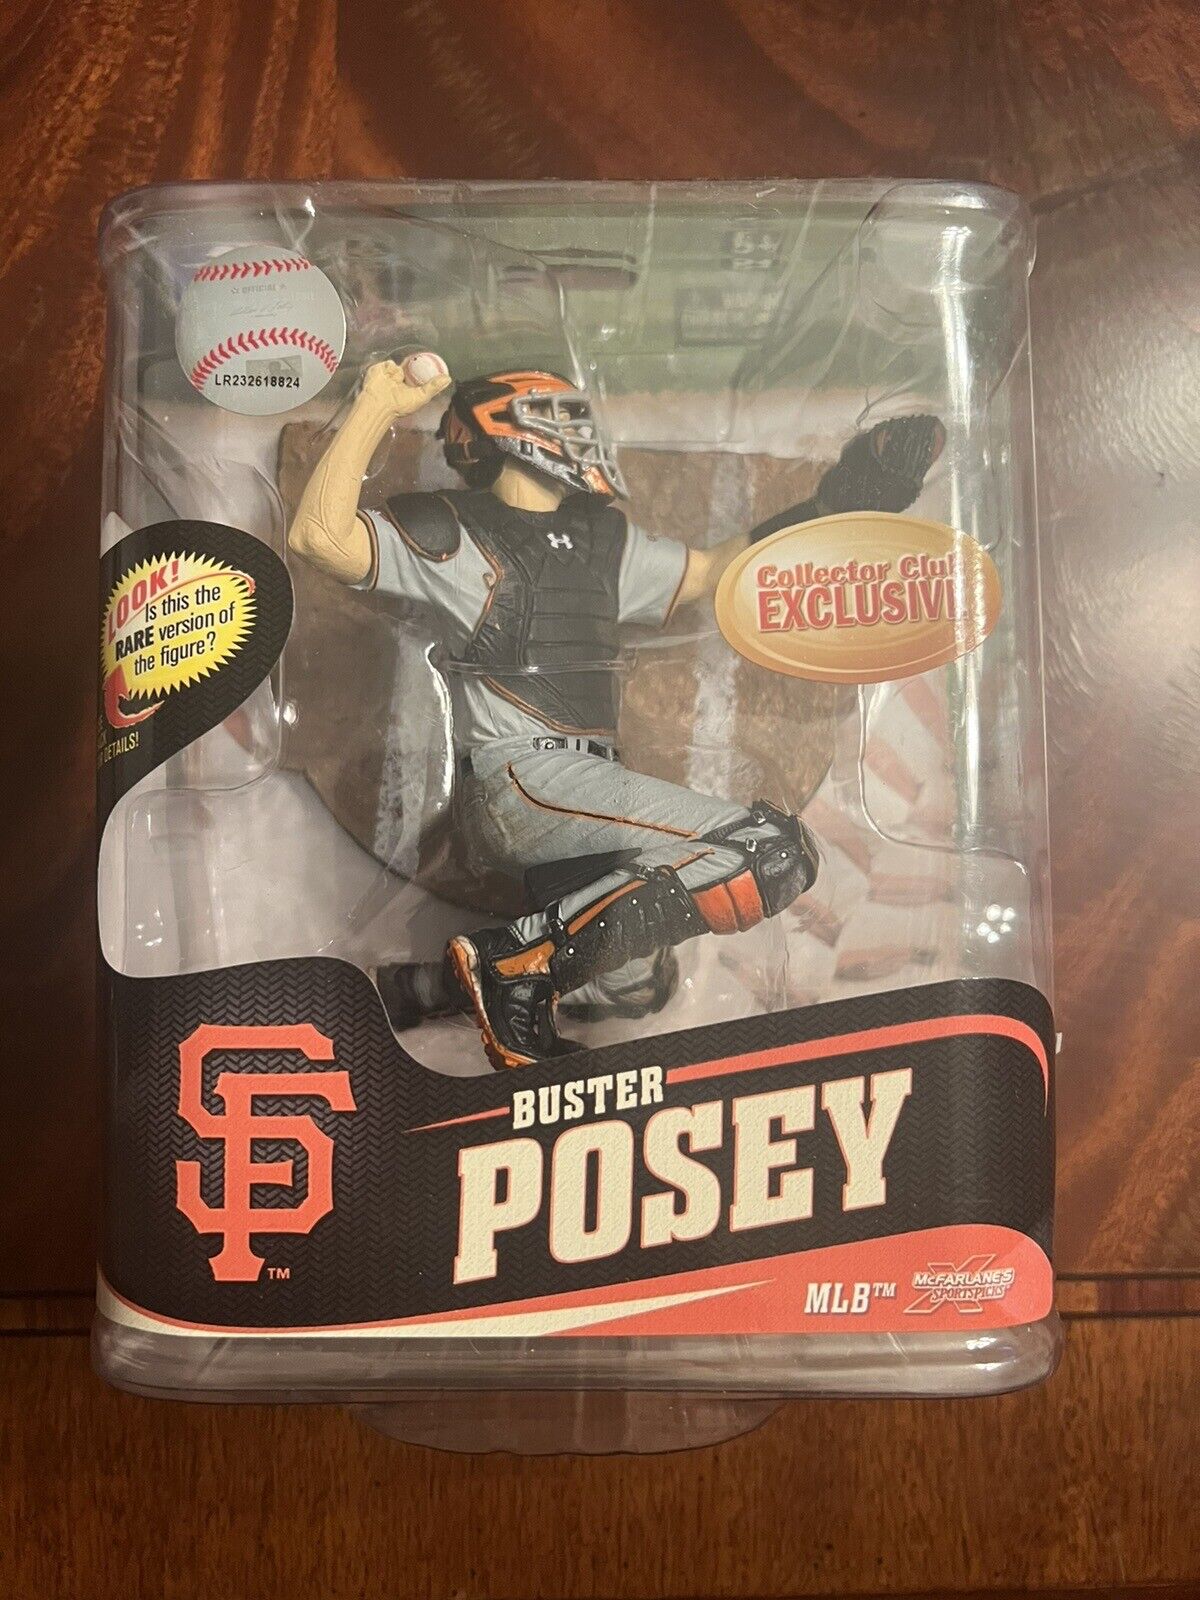 OFFICIAL
LR232618824
LOOK!
Is this the
RARE version of
the figure?
DETAILS!
Collector Club
EXCLUSIVE
SF
TM
BUSTER
POSEY
MLB™
McFARLANE'S
SPORTSPICKS